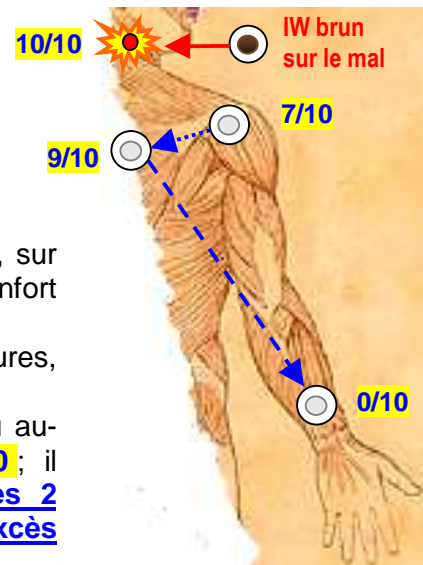 IW brun
10/10
sur le mal
7/10
9/10
, sur
nfort
ures,
0/10
au-
0 ; il
es 2
xcès